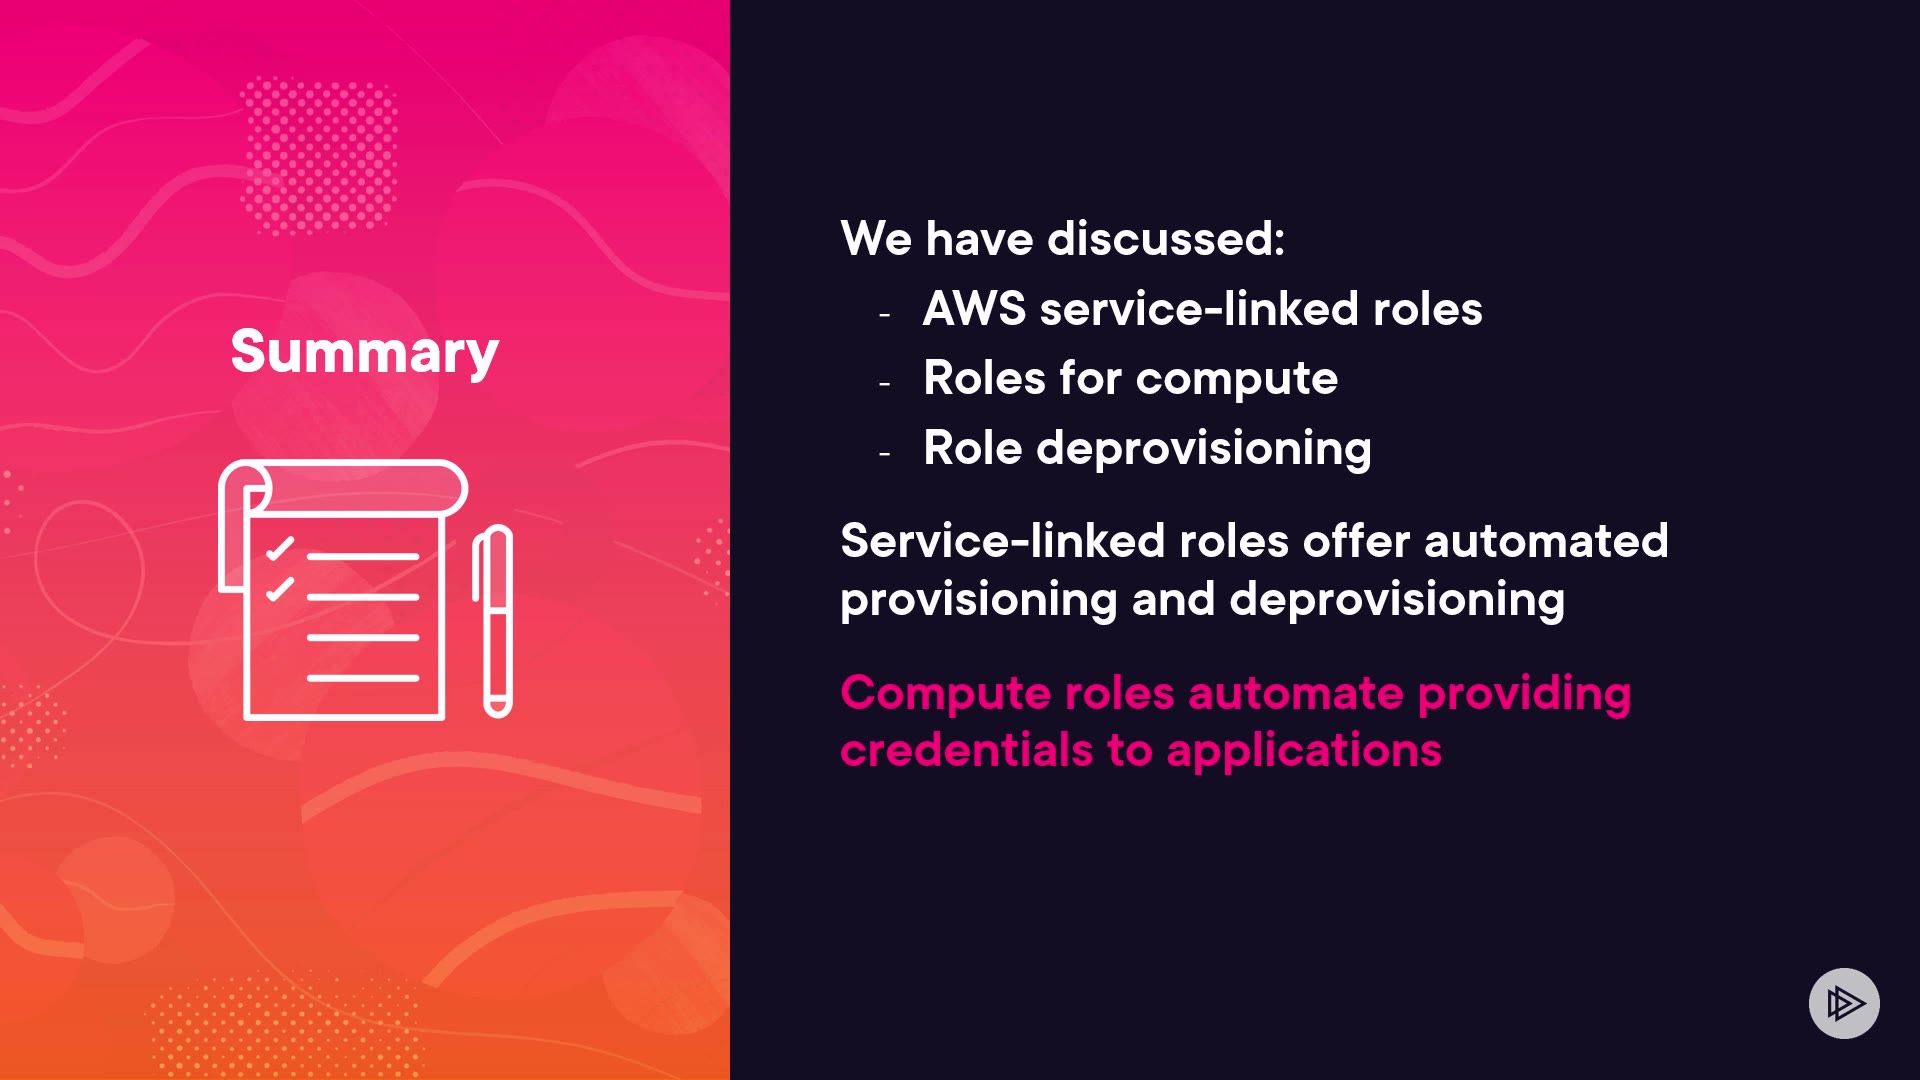 Summary
We have discussed:
- AWS service-linked roles
- Roles for compute
- Role deprovisioning
Service-linked roles offer automated
provisioning and deprovisioning
Compute roles automate providing
credentials to applications